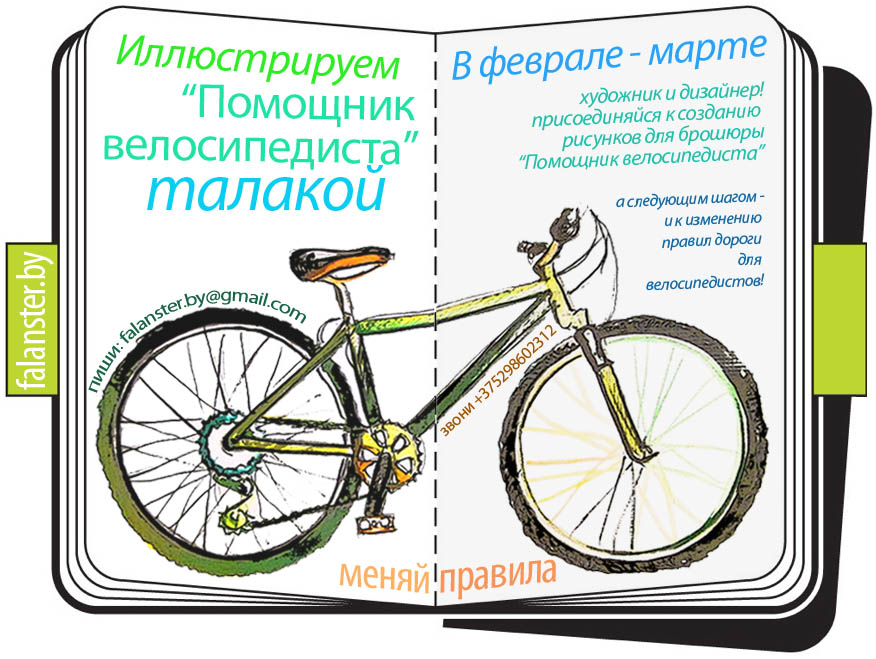 Иллюстрируем
“Помощник
велосипедиста”
талакой
В феврале - марте
художник и дизайнер!
присоединяйся к созданию
рисунков для брошюры
“Помощник велосипедиста”
а следующим шагом -
и к изменению
правил дороги
для
велосипедистов!
falanster.by
пиши: falanster.by@gmail.com
звони +375298602312
меняй правила